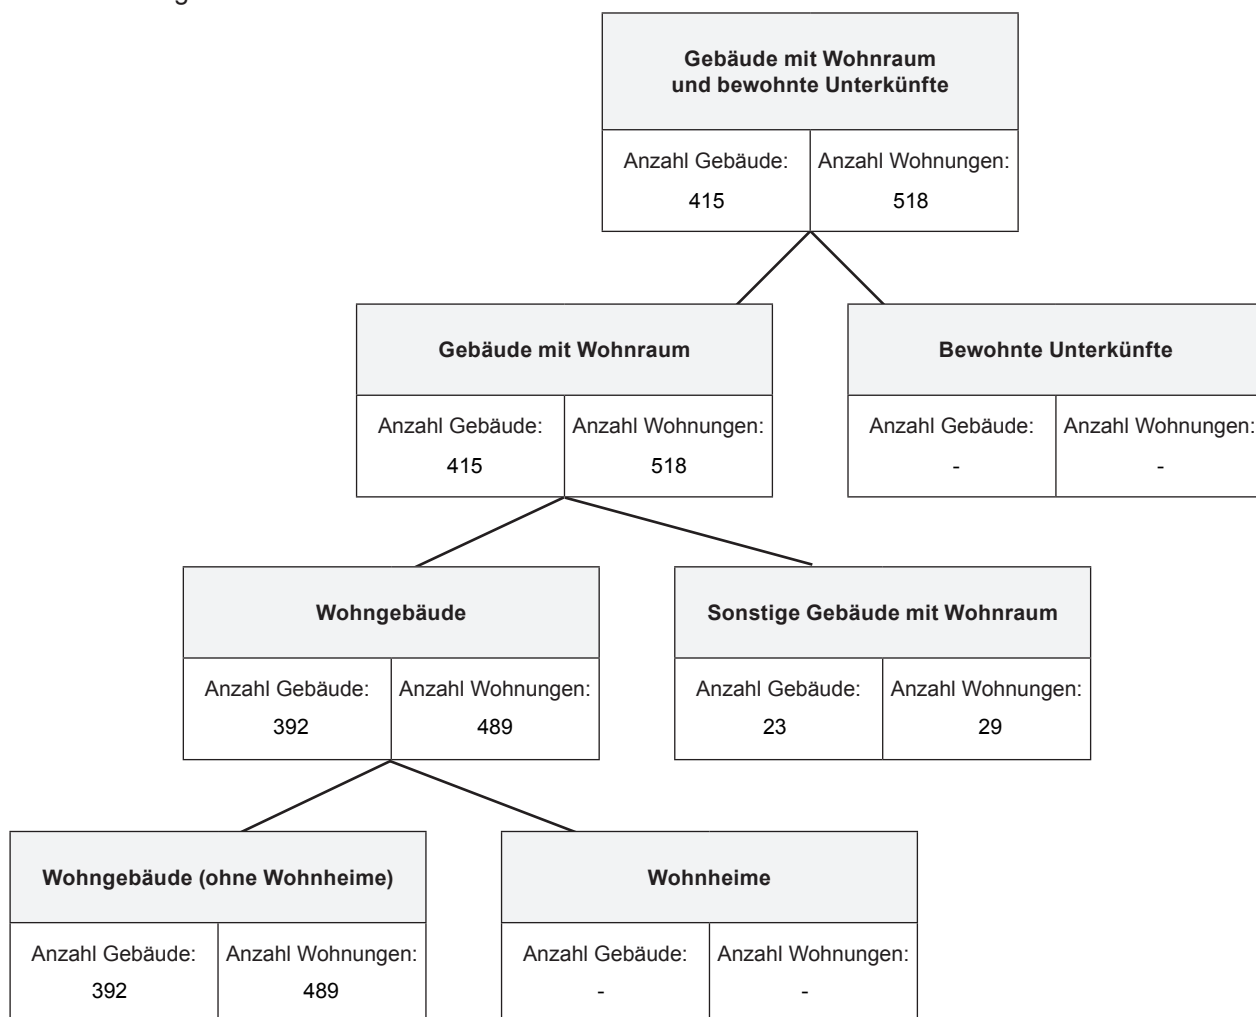 Gebäude mit Wohnraum
und bewohnte Unterkünfte
Anzahl Gebäude: Anzahl Wohnungen:
415 518
Gebäude mit Wohnraum
Bewohnte Unterkünfte
Anzahl Gebäude: Anzahl Wohnungen:
415 518
Anzahl Gebäude: Anzahl Wohnungen:
- -
Wohngebäude
Sonstige Gebäude mit Wohnraum
Anzahl Gebäude: Anzahl Wohnungen:
392 489
Anzahl Gebäude: Anzahl Wohnungen:
23 29
Wohngebäude (ohne Wohnheime)
Wohnheime
Anzahl Gebäude: Anzahl Wohnungen:
392 489
Anzahl Gebäude: Anzahl Wohnungen:
- -